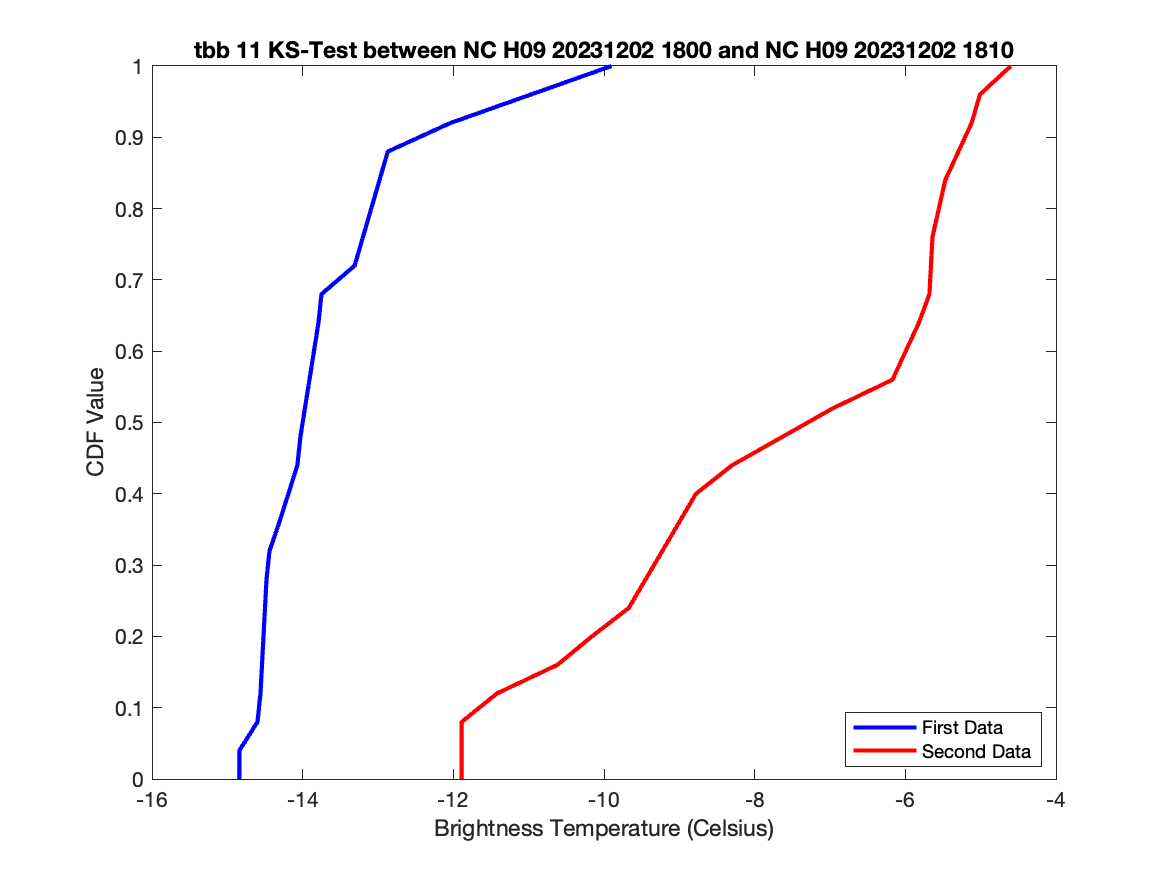 tbb 11 KS-Test between NC H09 20231202 1800 and NC H09 20231202 1810
1
0.9
0.8
0.7
0.6
0.5
0.4
0.3
0.2
0.1
0
CDF Value
First Data
Second Data
-16 -14 -12 -10 -8 -6 -4
Brightness Temperature (Celsius)